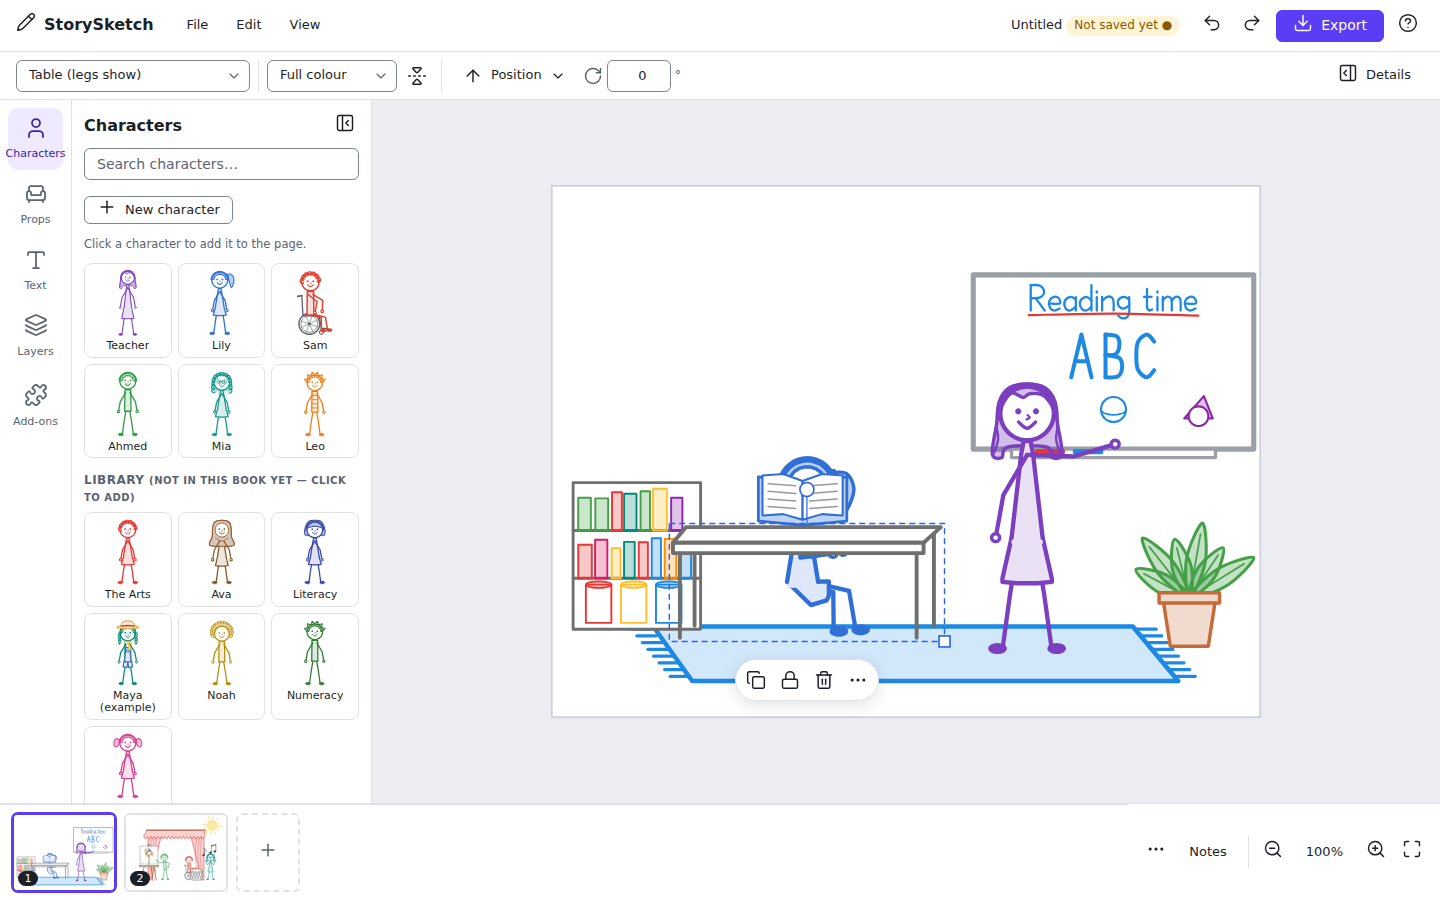 StorySketch
File
Edit
View
Untitled
Not saved yet
Export
Table (legs show)
Full colour
Position
0
°
Details
Characters
Props
Text
Layers
Add-ons
Characters
Search characters...
New character
Click a character to add it to the page.
Teacher
Lily
Sam
Ahmed
Mia
Leo
LIBRARY (NOT IN THIS BOOK YET — CLICK
TO ADD)
The Arts
Ava
Literacy
Maya
(example)
Noah
Numeracy
Reading time
ABC
Reading time
ABC
1
2
Notes
100%